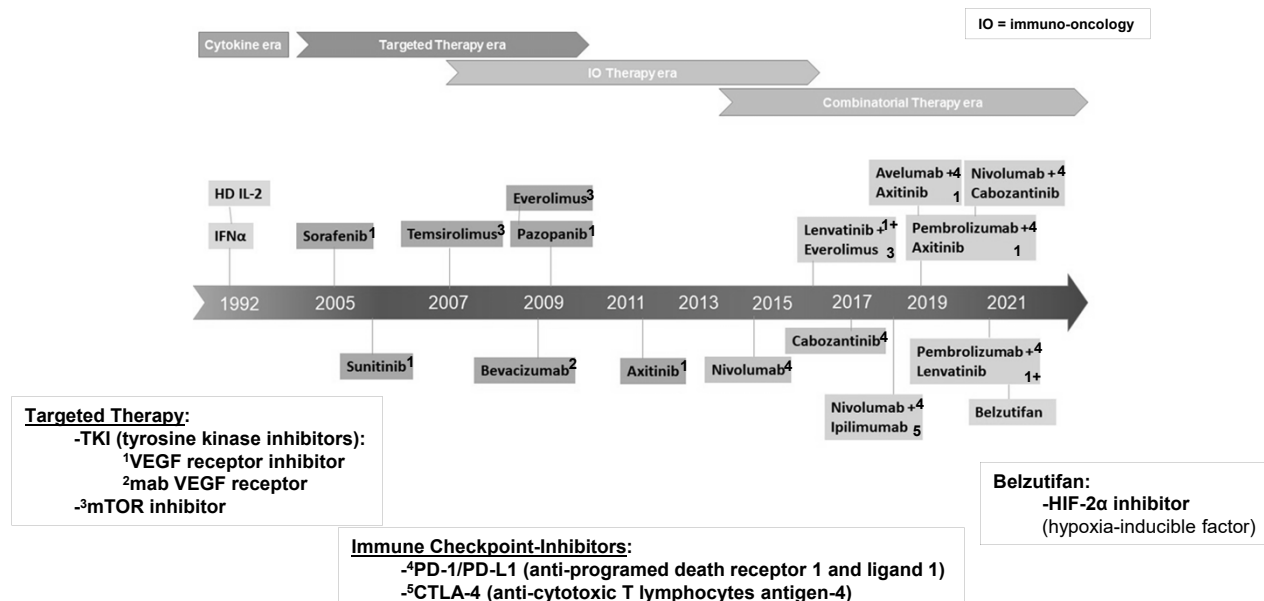 IO = immuno-oncology
Cytokine era
Targeted Therapy era
IO Therapy era
Combinatorial Therapy era
HD IL-2
IFNα
Sorafenib1
Temsirolimus3
Everolimus3
Pazopanib1
Lenvatinib +1+
Everolimus 3
Avelumab +4
Axitinib 1
Nivolumab +4
Cabozantinib
Pembrolizumab +4
Axitinib 1
1992 2005 2007 2009 2011 2013 2015 2017 2019 2021
Sunitinib1
Bevacizumab2
Axitinib1
Nivolumab4
Cabozantinib4
Nivolumab +4
Ipilimumab 5
Pembrolizumab +4
Lenvatinib 1+
Belzutifan
Targeted Therapy:
-TKI (tyrosine kinase inhibitors):
1VEGF receptor inhibitor
2mab VEGF receptor
-3mTOR inhibitor
Immune Checkpoint-Inhibitors:
-4PD-1/PD-L1 (anti-programed death receptor 1 and ligand 1)
-5CTLA-4 (anti-cytotoxic T lymphocytes antigen-4)
Belzutifan:
-HIF-2α inhibitor
(hypoxia-inducible factor)